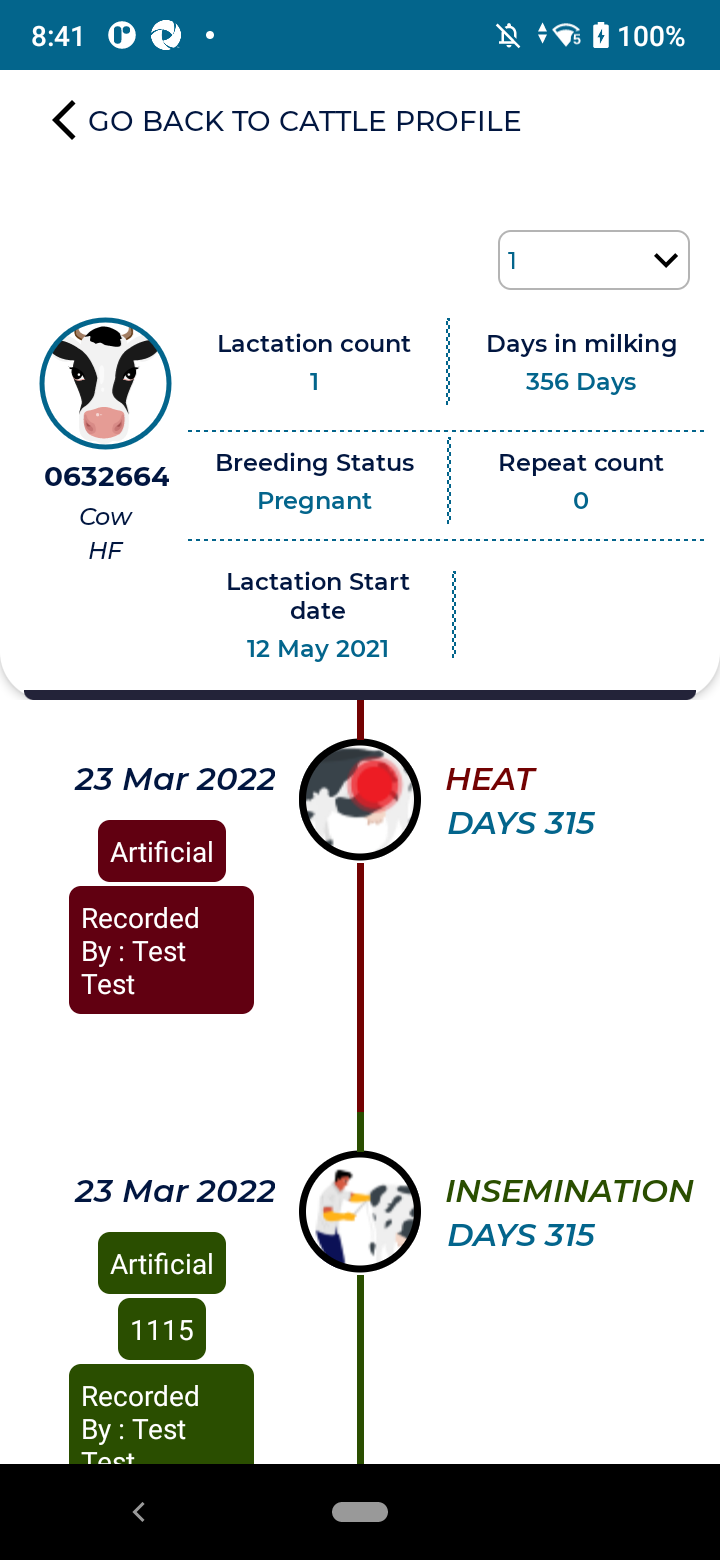 8:41
5
100%
GO BACK TO CATTLE PROFILE
1
Lactation count
1
Days in milking
356 Days
0632664
Cow
HF
Breeding Status
Pregnant
Repeat count
0
Lactation Start
date
12 May 2021
23 Mar 2022
HEAT
DAYS 315
Artificial
Recorded
By : Test
Test
23 Mar 2022
INSEMINATION
DAYS 315
Artificial
1115
Recorded
By : Test
Test